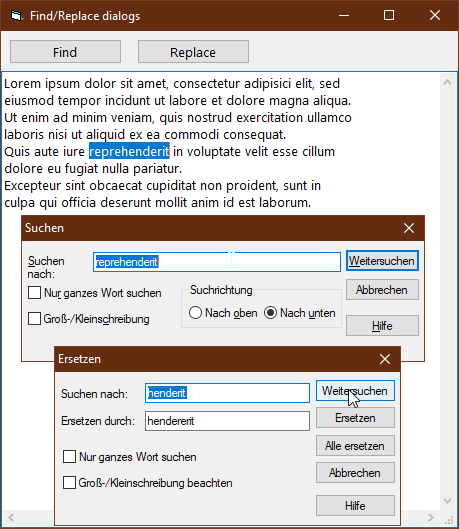 Find/Replace dialogs
Find
Replace
Lorem ipsum dolor sit amet, consectetur adipisici elit, sed
eiusmod tempor incidunt ut labore et dolore magna aliqua.
Ut enim ad minim veniam, quis nostrud exercitation ullamco
laboris nisi ut aliquid ex ea commodi consequat.
Quis aute iure reprehenderit in voluptate velit esse cillum
dolore eu fugiat nulla pariatur.
Excepteur sint obcaecat cupiditat non proident, sunt in
culpa qui officia deserunt mollit anim id est laborum.
Suchen
Suchen
nach:
reprehenderit
Weitersuchen
Nur ganzes Wort suchen
Suchrichtung
Abbrechen
Groß-/Kleinschreibung
Nach oben
Nach unten
Hilfe
Ersetzen
Suchen nach:
henderit
Weitersuchen
Ersetzen durch:
hendererit
Ersetzen
Alle ersetzen
Nur ganzes Wort suchen
Abbrechen
Groß-/Kleinschreibung beachten
Hilfe